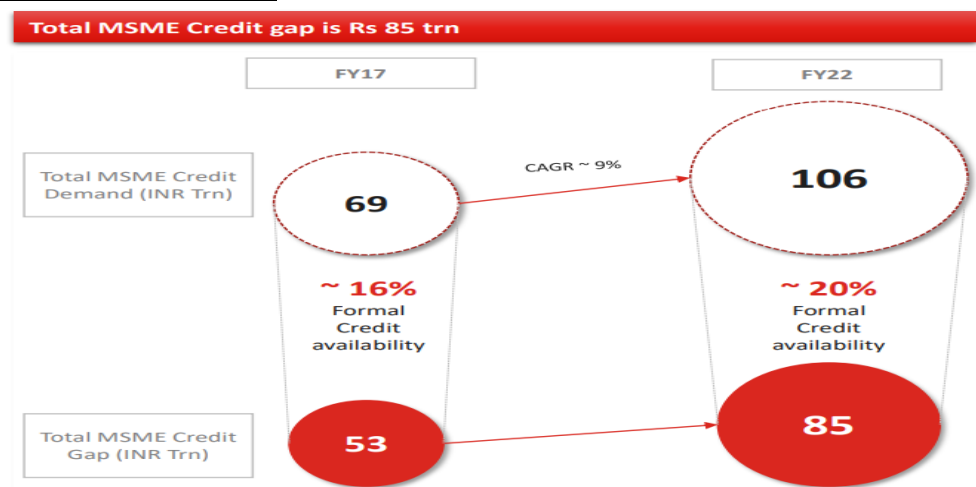 Total MSME Credit gap is Rs 85 trn
FY17
FY22
Total MSME Credit
Demand (INR Trn)
69
CAGR ~ 9%
106
~ 16%
Formal
Credit
availability
~ 20%
Formal
Credit
availability
Total MSME Credit
Gap (INR Trn)
53
85